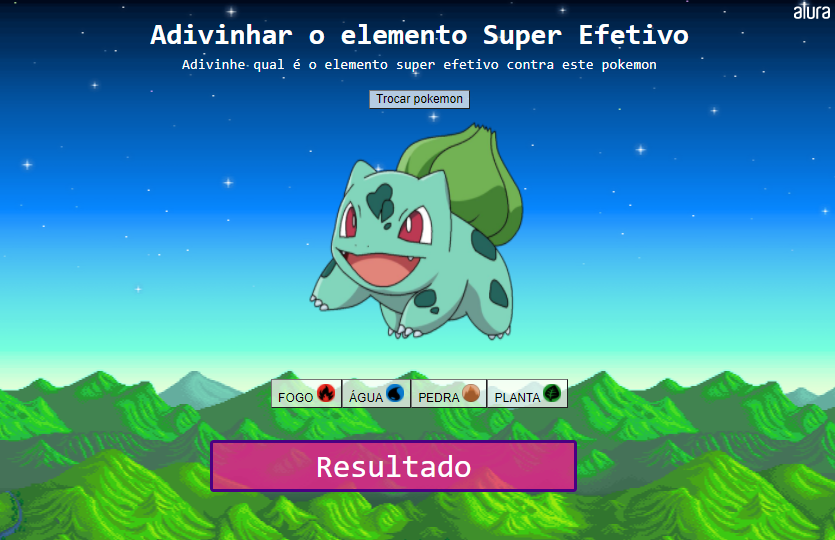 alura
Adivinhar o elemento Super Efetivo
Adivinhe qual é o elemento super efetivo contra este pokemon
Trocar pokemon
FOGO ÁGUA PEDRA PLANTA
Resultado